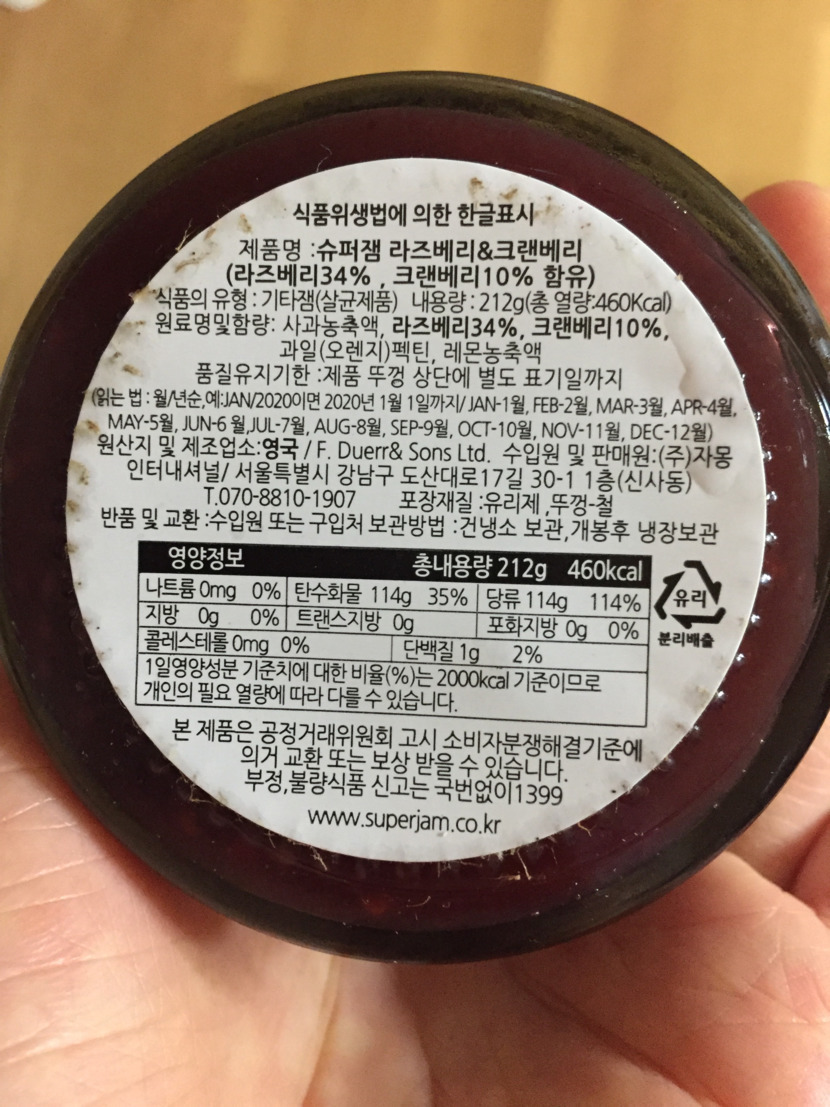 식품위생법에 의한 한글표시
제품명 :슈퍼잼 라즈베리&크랜베리
(라즈베리34% , 크랜베리10% 함유)
식품의 유형 : 기타잼(살균제품) 내용량 : 212g(총 열량:460Kcal)
원료명및함량: 사과농축액, 라즈베리34%, 크랜베리10%,
과일(오렌지)펙틴, 레몬농축액
품질유지기한 :제품 뚜껑 상단에 별도 표기일까지
(읽는 법 : 월/년순,예:JAN/2020이면 2020년 1월 1일까지/ JAN-1월, FEB-2월, MAR-3월, APR-4월,
MAY-5월, JUN-6 월,JUL-7월, AUG-8월, SEP-9월, OCT-10월, NOV-11월, DEC-12월)
원산지 및 제조업소:영국 / F. Duerr& Sons Ltd. 수입원 및 판매원:(주)자몽
인터내셔널/ 서울특별시 강남구 도산대로17길 30-1 1층(신사동)
T.070-8810-1907 포장재질 :유리제 ,뚜껑-철
반품 및 교환 :수입원 또는 구입처 보관방법 :건냉소 보관,개봉후 냉장보관
영양정보 총내용량 212g 460kcal
나트륨 0mg 0% 탄수화물 114g 35% 당류 114g 114%
지방 0g 0% 트랜스지방 0g 포화지방 0g 0%
콜레스테롤 0mg 0% 단백질 1g 2%
1일영양성분 기준치에 대한 비율(%)는 2000kcal 기준이므로
개인의 필요 열량에 따라 다를 수 있습니다.
유리
분리배출
본 제품은 공정거래위원회 고시 소비자분쟁해결기준에
의거 교환 또는 보상 받을 수 있습니다.
부정,불량식품 신고는 국번없이1399
www.superjam.co.kr